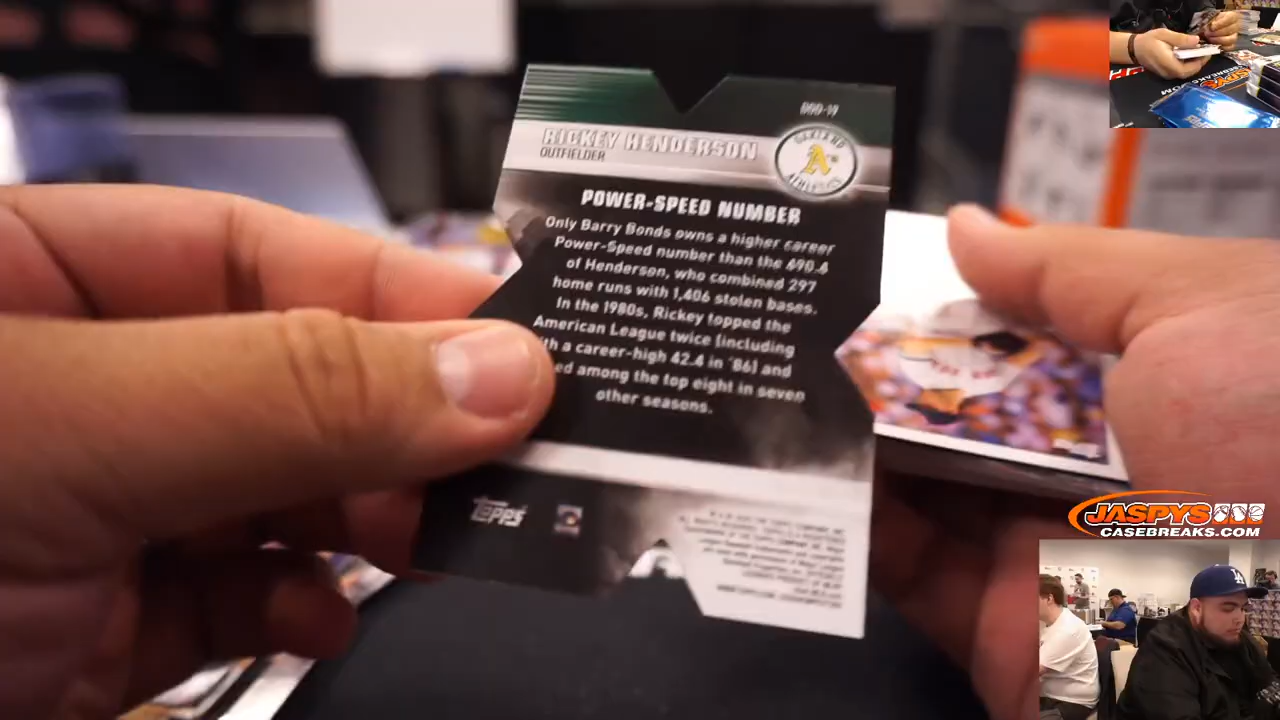 RICKEY HENDERSON
OUTFIELDER
OAKLAND
A's
ATHLETICS
POWER-SPEED NUMBER
Only Barry Bonds owns a higher career
Power-Speed number than the 490.4
of Henderson, who combined 297
home runs with 1,406 stolen bases.
In the 1980s, Rickey topped the
American League twice (including
a career-high 42.4 in '86) and
among the top eight in seven
other seasons.
TOPPS
JASPYS
CASEBREAKS.COM
LA